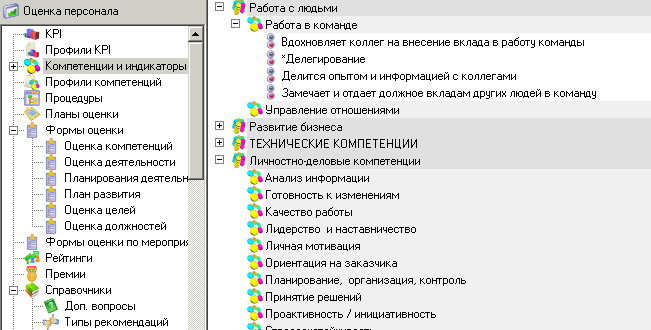 Оценка персонала
KPI
Профили KPI
Компетенции и индикаторы
Профили компетенций
Процедуры
Планы оценки
Формы оценки
Оценка компетенций
Оценка деятельности
Планирования деятельн
План развития
Оценка целей
Оценка должностей
Формы оценки по мероприя
Рейтинги
Премии
Справочники
Доп. вопросы
Типы рекомендаций
Работа с людьми
Работа в команде
Вдохновляет коллег на внесение вклада в работу команды
*Делегирование
Делится опытом и информацией с коллегами
Замечает и отдает должное вкладам других людей в команду
Управление отношениями
Развитие бизнеса
ТЕХНИЧЕСКИЕ КОМПЕТЕНЦИИ
Личностно-деловые компетенции
Анализ информации
Готовность к изменениям
Качество работы
Лидерство и наставничество
Личная мотивация
Ориентация на заказчика
Планирование, организация, контроль
Принятие решений
Проактивность / инициативность